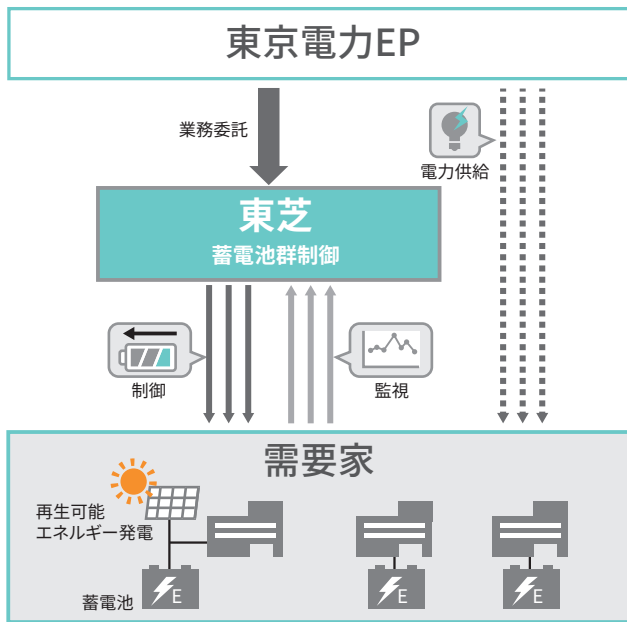 東京電力EP
業務委託
電力供給
東芝
蓄電池群制御
制御
監視
需要家
再生可能
エネルギー発電
蓄電池
E
E
E